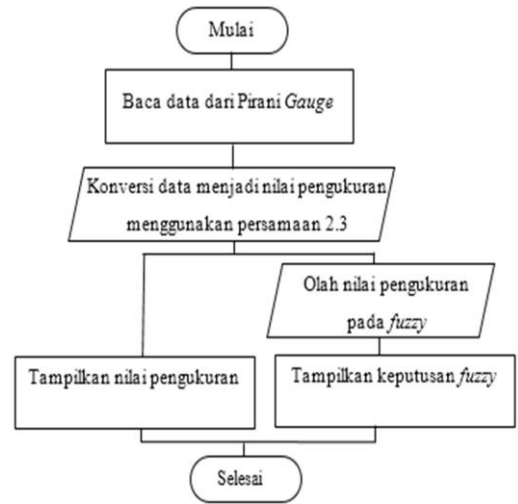 Mulai
Baca data dari Pirani Gauge
Konversi data menjadi nilai pengukuran
menggunakan persamaan 2.3
Olah nilai pengukuran
pada fuzzy
Tampilkan nilai pengukuran
Tampilkan keputusan fuzzy
Selesai